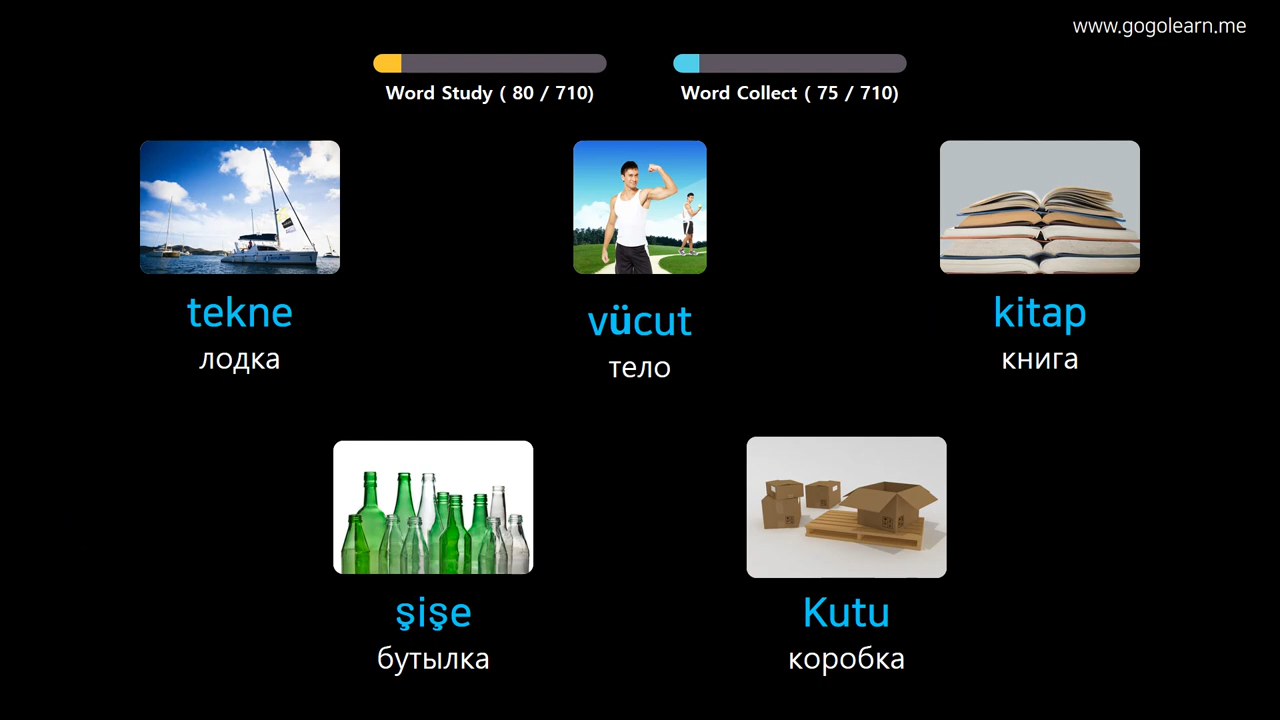 www.gogolearn.me
Word Study ( 80 / 710)
Word Collect ( 75 / 710)
tekne
лодка
vücut
тело
kitap
книга
şişe
бутылка
Kutu
коробка